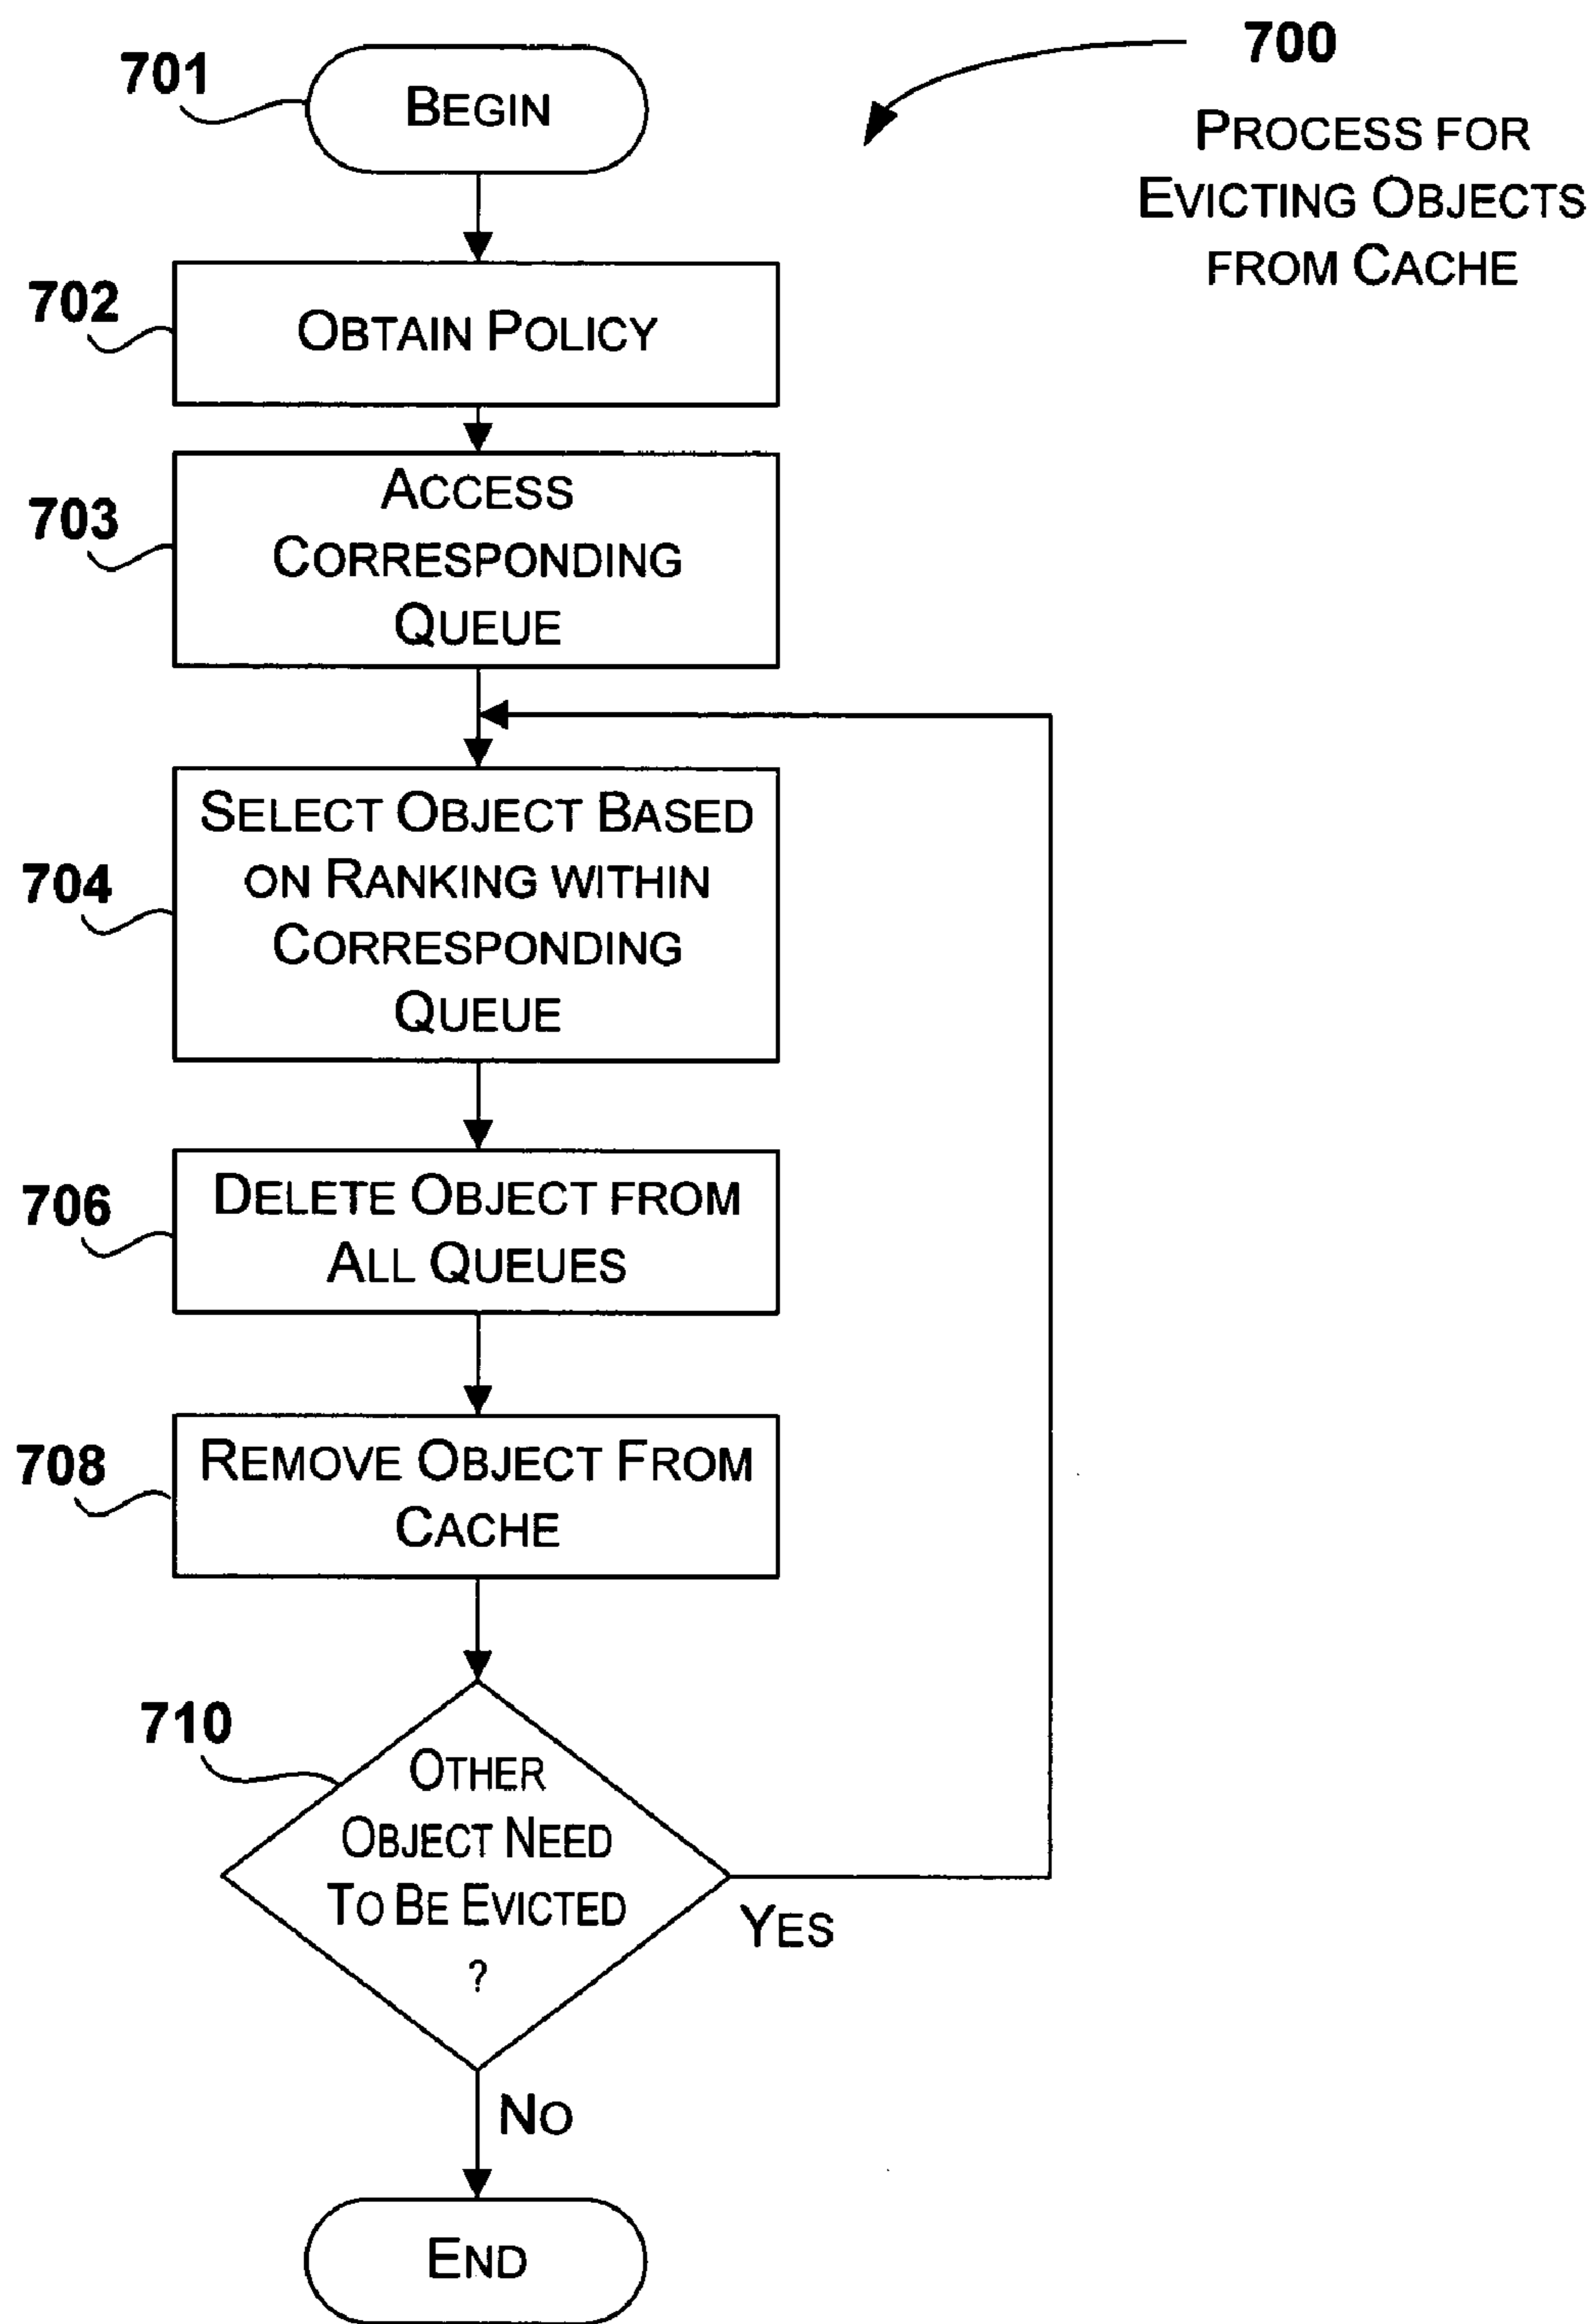 700
PROCESS FOR
EVICTING OBJECTS
FROM CACHE
701
BEGIN
702
OBTAIN POLICY
703
ACCESS
CORRESPONDING
QUEUE
704
SELECT OBJECT BASED
ON RANKING WITHIN
CORRESPONDING
QUEUE
706
DELETE OBJECT FROM
ALL QUEUES
708
REMOVE OBJECT FROM
CACHE
710
OTHER
OBJECT NEED
TO BE EVICTED
?
YES
NO
END